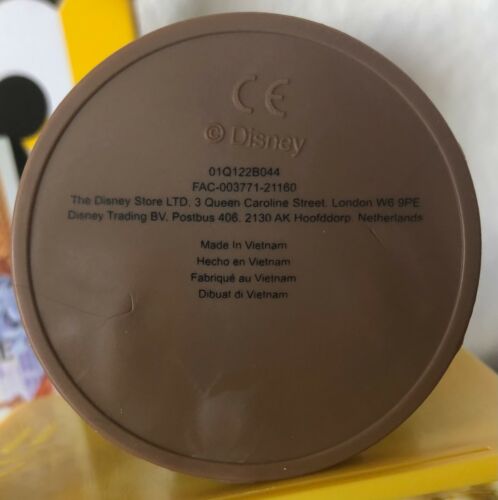 CE
© Disney
01Q122B044
FAC-003771-21160
The Disney Store LTD, 3 Queen Caroline Street, London W6 9PE
Disney Trading BV, Postbus 406, 2130 AK Hoofddorp, Netherlands
Made In Vietnam
Hecho en Vietnam
Fabriqué au Vietnam
Dibuat di Vietnam